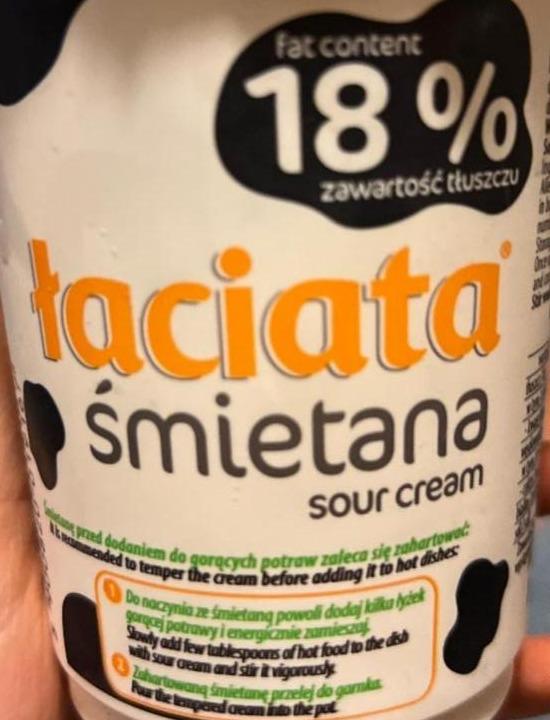 fat content
18 %
zawartość tłuszczu
łaciata®
śmietana
sour cream
Śmietanę przed dodaniem do gorących potraw zaleca się zahartować:
It is recommended to temper the cream before adding it to hot dishes:
1 Do naczynia ze śmietaną powoli dodaj kilka łyżek
gorącej potrawy i energicznie zamieszaj.
Slowly add few tablespoons of hot food to the dish
with sour cream and stir it vigorously.
2 Zahartowaną śmietanę przelej do garnka.
Pour the tempered cream into the pot.